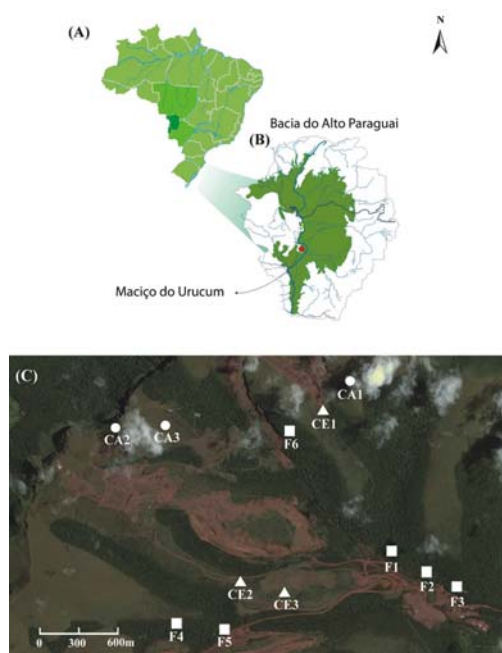 (A)
N
Bacia do Alto Paraguai
(B)
Maciço do Urucum
(C)
CA1
CE1
CA2
CA3
F6
F1
F2
F3
CE2
CE3
F4
F5
0 300 600m